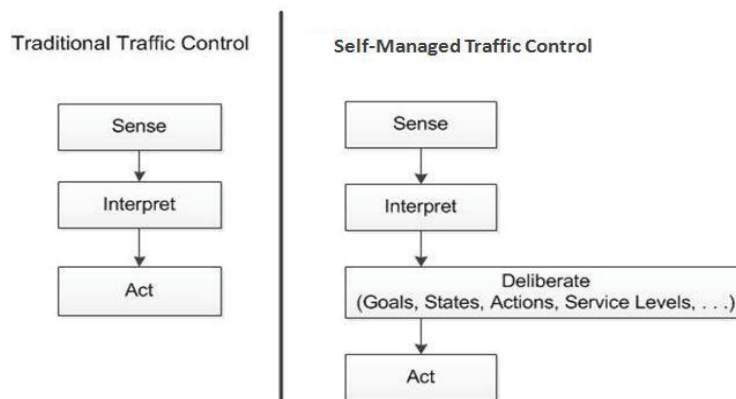 Traditional Traffic Control
Sense
Interpret
Act
Self-Managed Traffic Control
Sense
Interpret
Deliberate
(Goals, States, Actions, Service Levels, . . .)
Act